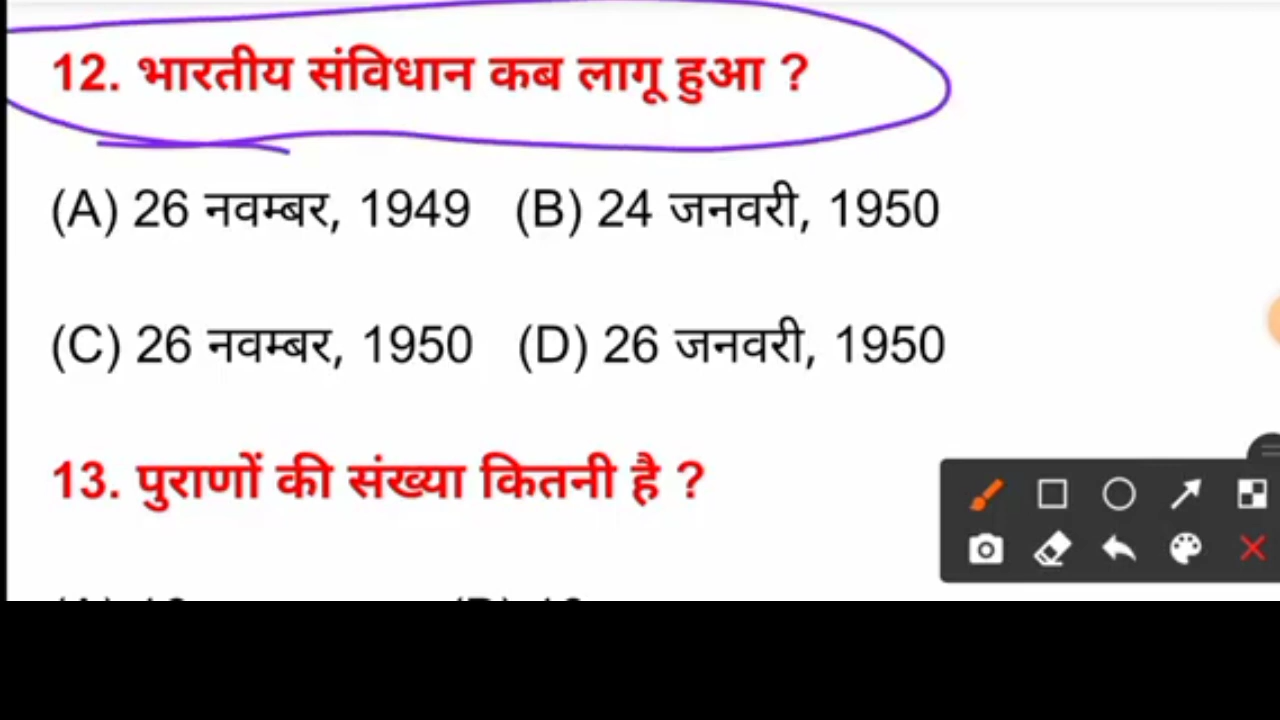 12. भारतीय संविधान कब लागू हुआ ?
(A) 26 नवम्बर, 1949 (B) 24 जनवरी, 1950
(C) 26 नवम्बर, 1950 (D) 26 जनवरी, 1950
13. पुराणों की संख्या कितनी है ?